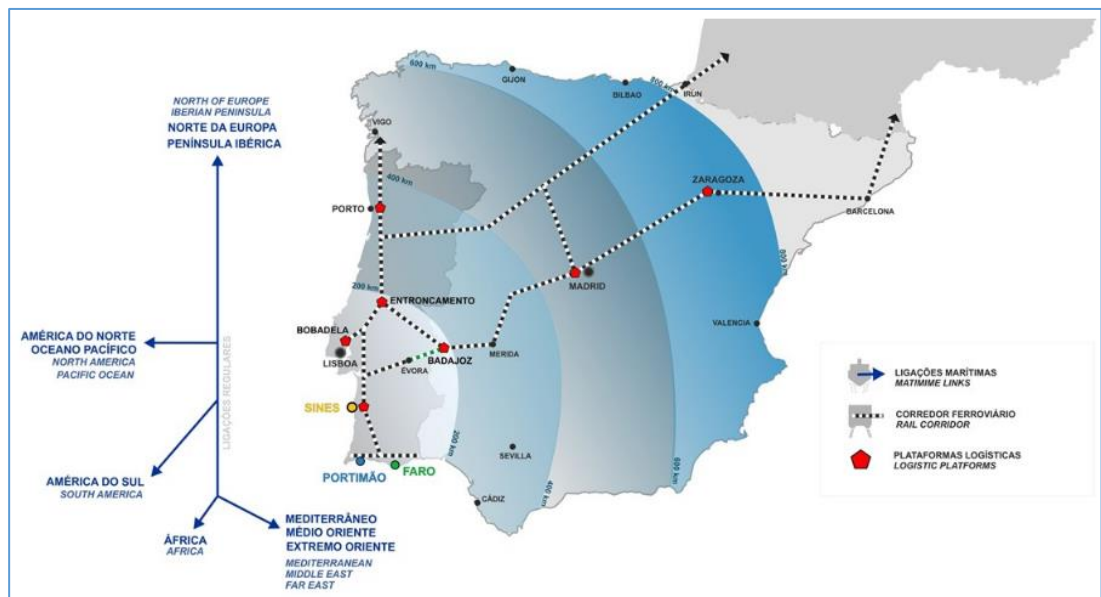 NORTH OF EUROPE
IBERIAN PENINSULA
NORTE DA EUROPA
PENÍNSULA IBÉRICA
AMÉRICA DO NORTE
OCEANO PACÍFICO
NORTH AMERICA
PACIFIC OCEAN
LIGAÇÕES REGULARES
AMÉRICA DO SUL
SOUTH AMERICA
ÁFRICA
AFRICA
MEDITERRÂNEO
MÉDIO ORIENTE
EXTREMO ORIENTE
MEDITERRANEAN
MIDDLE EAST
FAR EAST
600 km
GIJON
BILBAO
800 km
IRÚN
VIGO
400 km
PORTO
ZARAGOZA
BARCELONA
200 km
ENTRONCAMENTO
MADRID
800 km
BOBADELA
LISBOA
BADAJOZ
MERIDA
ÉVORA
VALENCIA
SINES
200 km
SEVILLA
400 km
600 km
PORTIMÃO
FARO
CÁDIZ
LIGAÇÕES MARÍTIMAS
MATIMIME LINKS
CORREDOR FERROVIÁRIO
RAIL CORRIDOR
PLATAFORMAS LOGÍSTICAS
LOGISTIC PLATFORMS